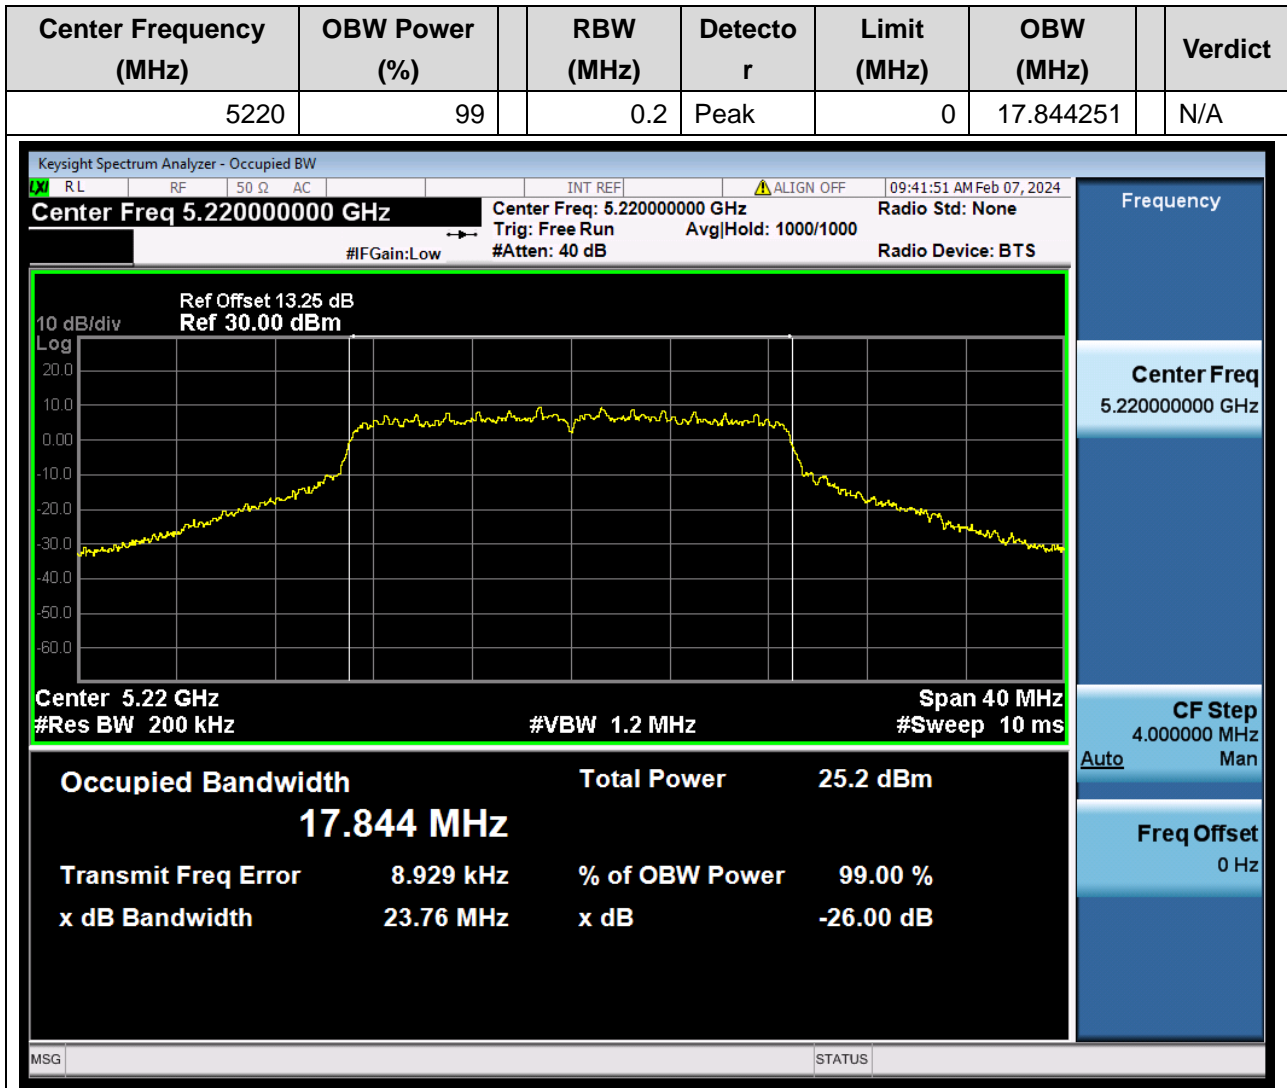 Center Frequency (MHz) OBW Power (%) RBW (MHz) Detecto r Limit (MHz) OBW (MHz) Verdict
5220 99 0.2 Peak 0 17.844251 N/A
Keysight Spectrum Analyzer - Occupied BW
LXI RL RF 50 Ω AC INT REF ALIGN OFF 09:41:51 AM Feb 07, 2024
Center Freq 5.220000000 GHz
Center Freq: 5.220000000 GHz
Radio Std: None
Trig: Free Run Avg|Hold: 1000/1000
#IFGain:Low
#Atten: 40 dB
Radio Device: BTS
Ref Offset 13.25 dB
10 dB/div Ref 30.00 dBm
Log
20.0
10.0
0.00
-10.0
-20.0
-30.0
-40.0
-50.0
-60.0
Center 5.22 GHz Span 40 MHz
#Res BW 200 kHz #VBW 1.2 MHz #Sweep 10 ms
Occupied Bandwidth Total Power 25.2 dBm
17.844 MHz
Transmit Freq Error 8.929 kHz % of OBW Power 99.00 %
x dB Bandwidth 23.76 MHz x dB -26.00 dB
Frequency
Center Freq
5.220000000 GHz
CF Step
4.000000 MHz
Auto Man
Freq Offset
0 Hz
MSG STATUS